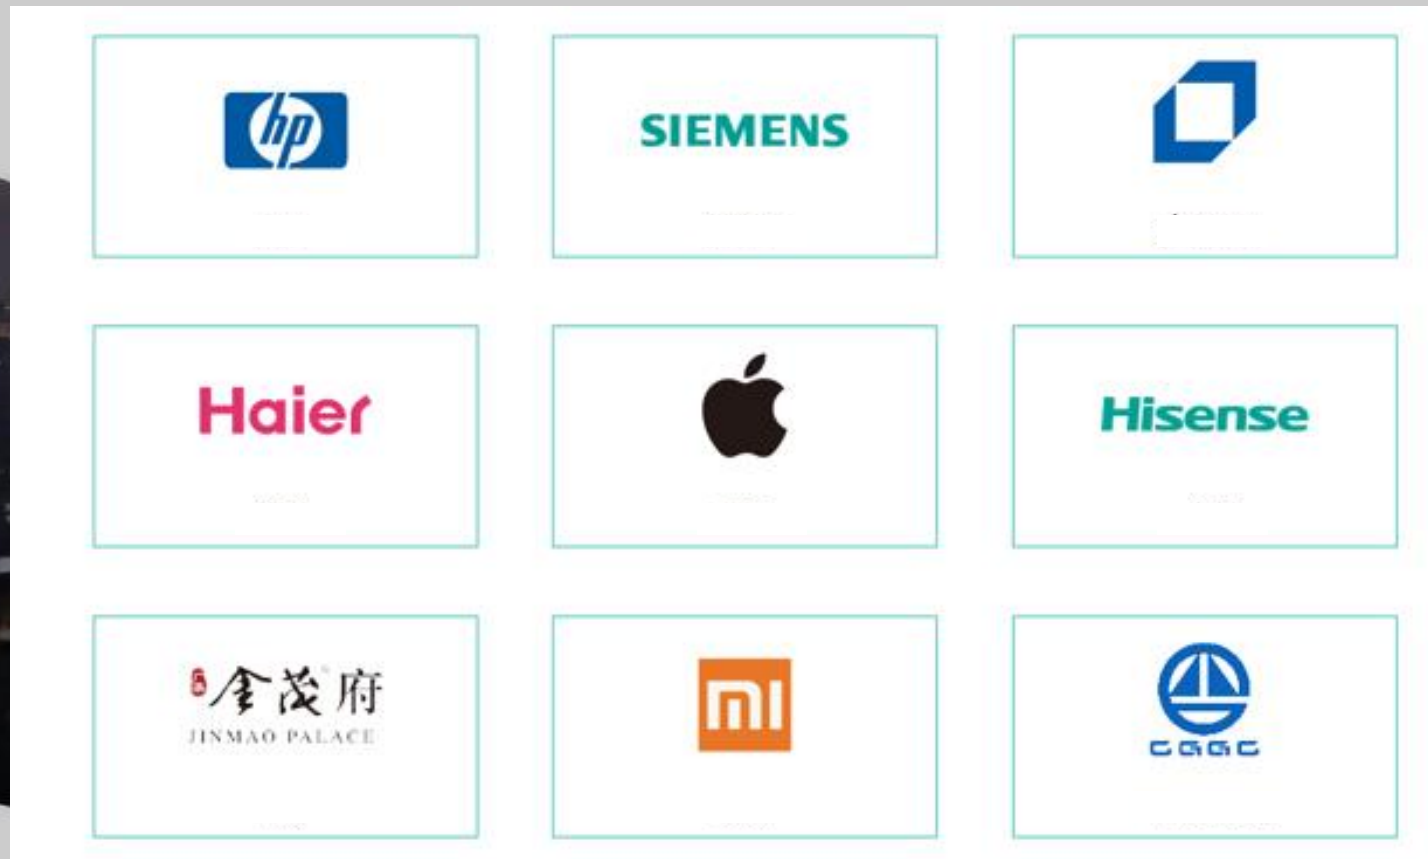 hp
SIEMENS
Haier
Hisense
金茂府
JINMAO PALACE
mi
CGGC